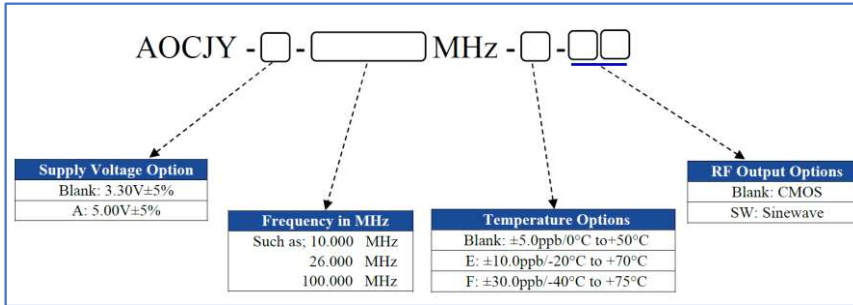 AOCJY - - MHz - -
Supply Voltage Option
Blank: 3.30V±5%
A: 5.00V±5%
Frequency in MHz
Such as; 10.000 MHz
26.000 MHz
100.000 MHz
Temperature Options
Blank: ±5.0ppb/0°C to+50°C
E: ±10.0ppb/-20°C to +70°C
F: ±30.0ppb/-40°C to +75°C
RF Output Options
Blank: CMOS
SW: Sinewave